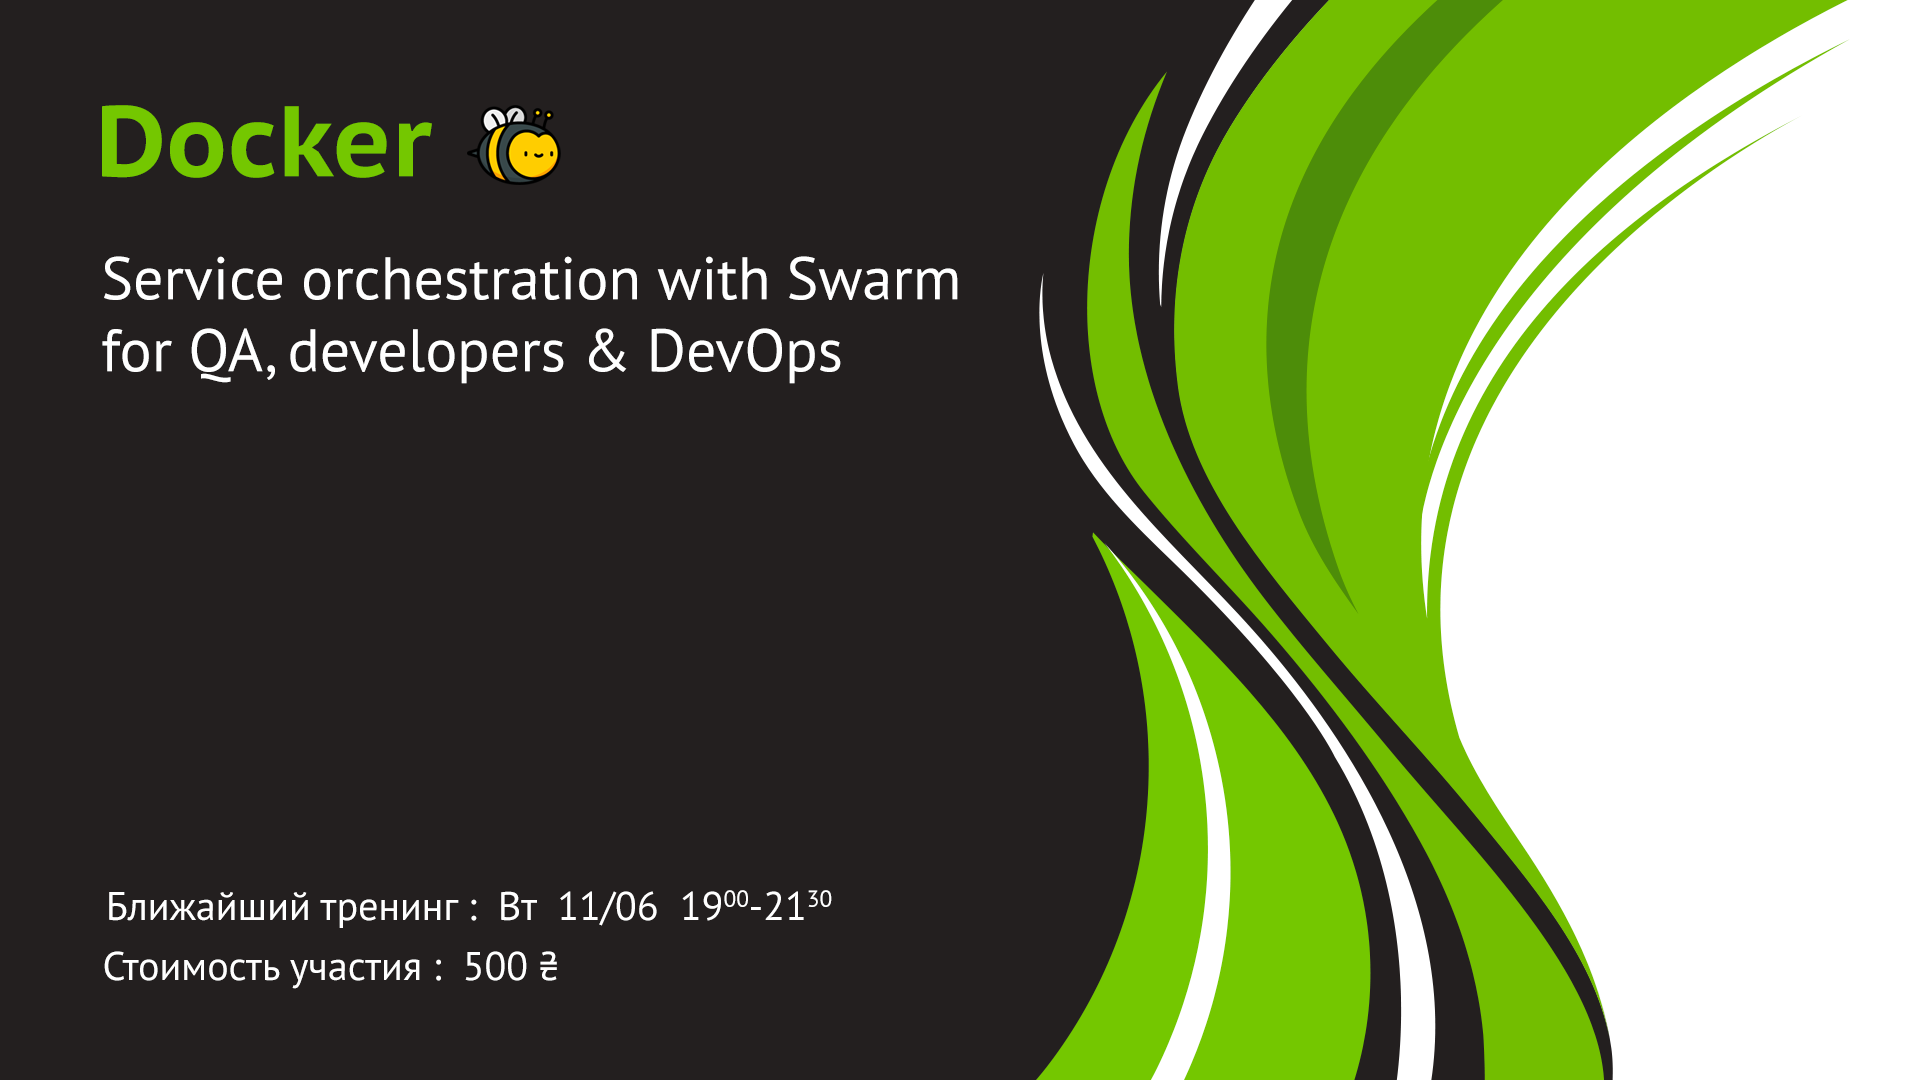 Docker
Service orchestration with Swarm
for QA, developers & DevOps
Ближайший тренинг : Вт 11/06 19⁰⁰-21³⁰
Стоимость участия : 500 ₴